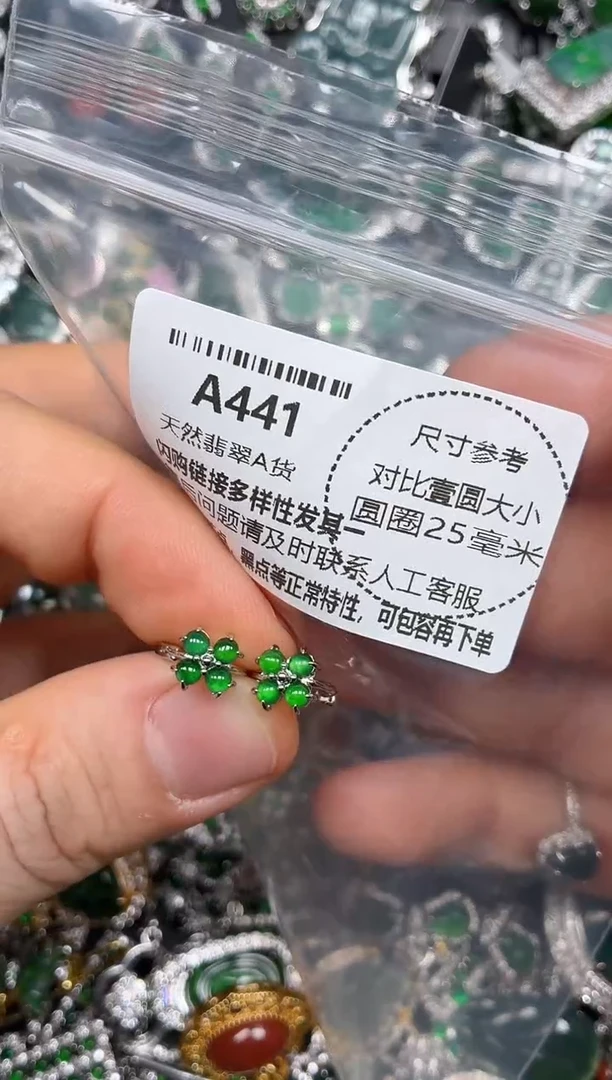 A441
天然翡翠A货
内购链接多样性发其一
后问题请及时联系人工客服
黑点等正常特性，可包容再下单
尺寸参考
对比壹圆大小
圆圈25毫米